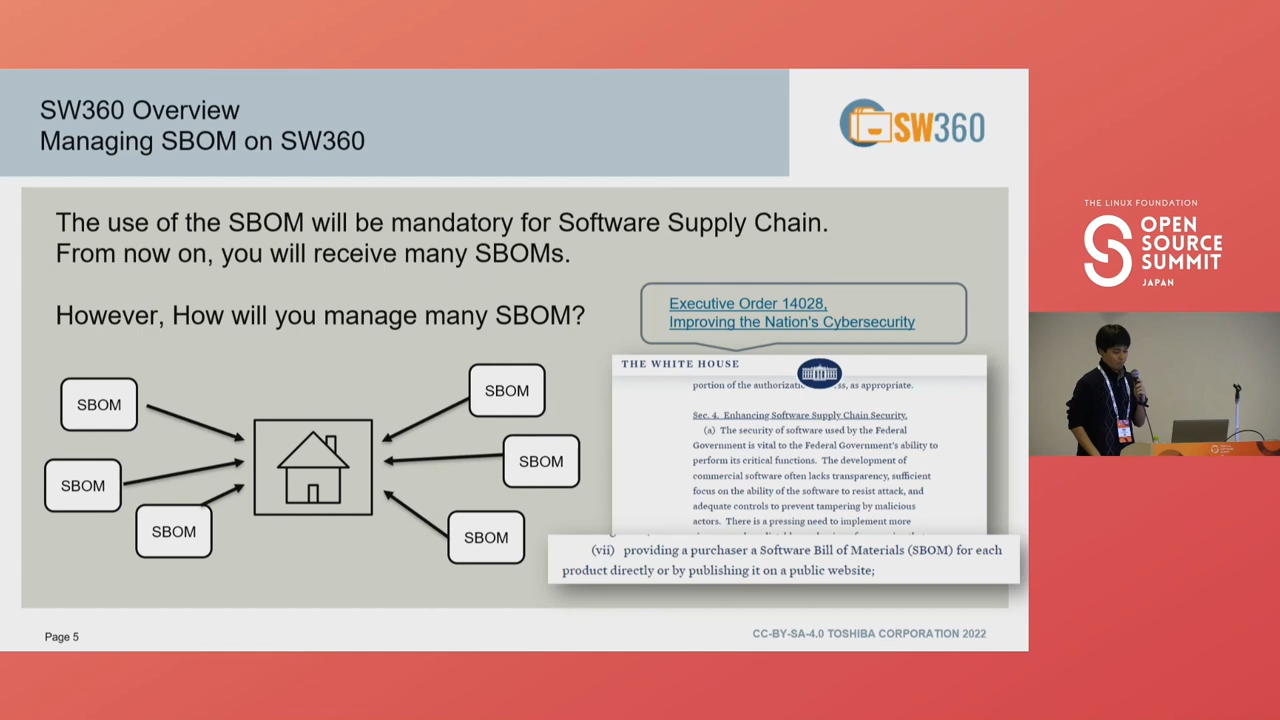 SW360 Overview
Managing SBOM on SW360
SW360
The use of the SBOM will be mandatory for Software Supply Chain.
From now on, you will receive many SBOMs.
However, How will you manage many SBOM?
Executive Order 14028,
Improving the Nation's Cybersecurity
THE WHITE HOUSE
portion of the ss, as appropriate.
Sec. 4. Enhancing Software Supply Chain Security.
(a) The security of software used by the Federal
Government is vital to the Federal Government's ability to
perform its critical functions. The development of
commercial software often lacks transparency, sufficient
focus on the ability of the software to resist attack, and
adequate controls to prevent tampering by malicious
actors. There is a pressing need to implement more
(vii) providing a purchaser a Software Bill of Materials (SBOM) for each
product directly or by publishing it on a public website;
SBOM
SBOM
SBOM
SBOM
SBOM
SBOM
Page 5
CC-BY-SA-4.0 TOSHIBA CORPORATION 2022
THE LINUX FOUNDATION
OPEN
SOURCE
SUMMIT
JAPAN